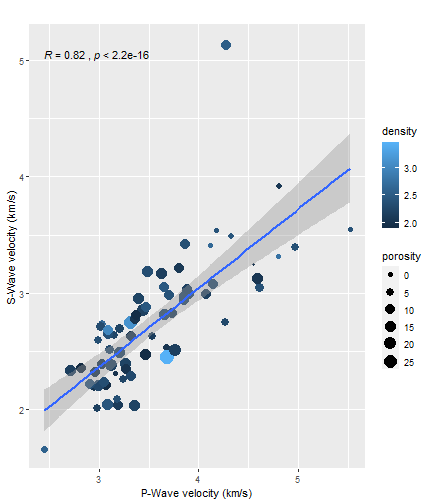 R = 0.82 , p < 2.2e-16
5
4
3
2
S-Wave velocity (km/s)
3 4 5
P-Wave velocity (km/s)
density
3.0
2.5
2.0
porosity
0
5
10
15
20
25